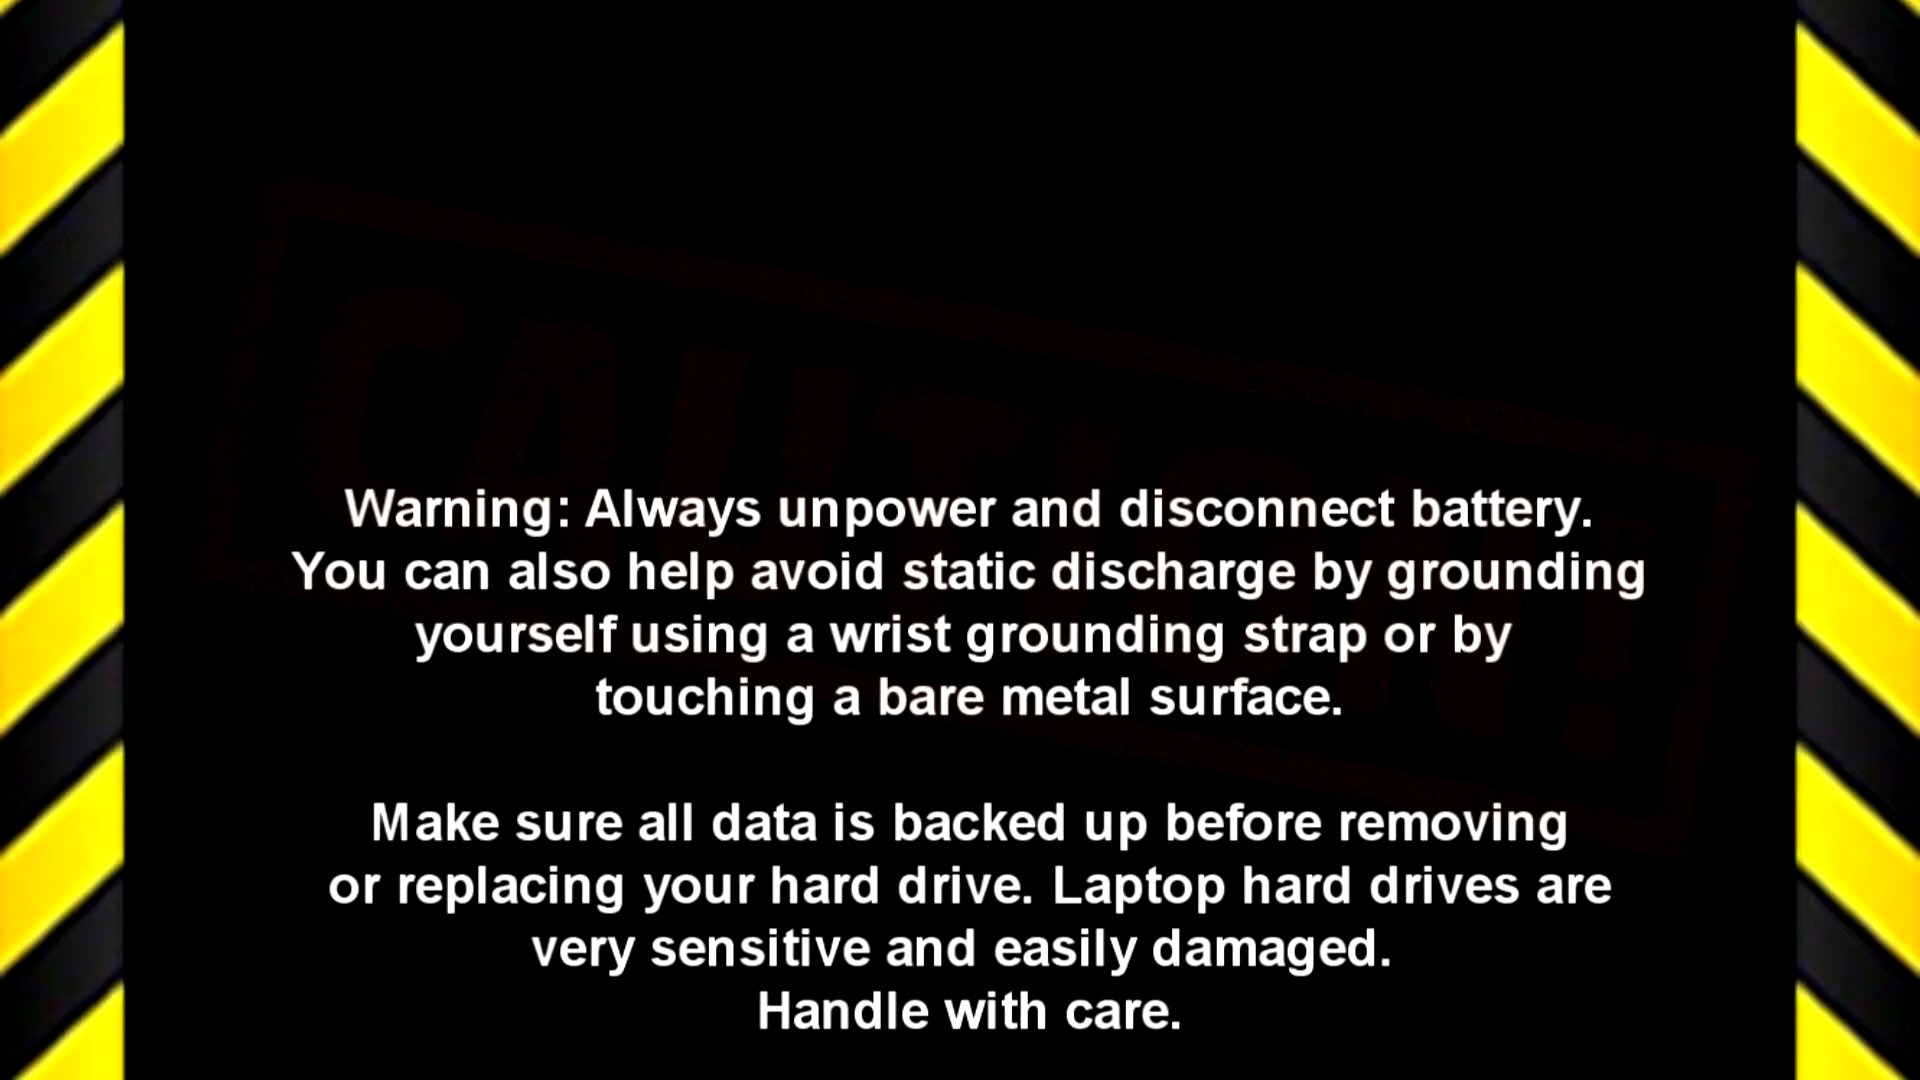 CAUTION!
Warning: Always unpower and disconnect battery.
You can also help avoid static discharge by grounding
yourself using a wrist grounding strap or by
touching a bare metal surface.
Make sure all data is backed up before removing
or replacing your hard drive. Laptop hard drives are
very sensitive and easily damaged.
Handle with care.